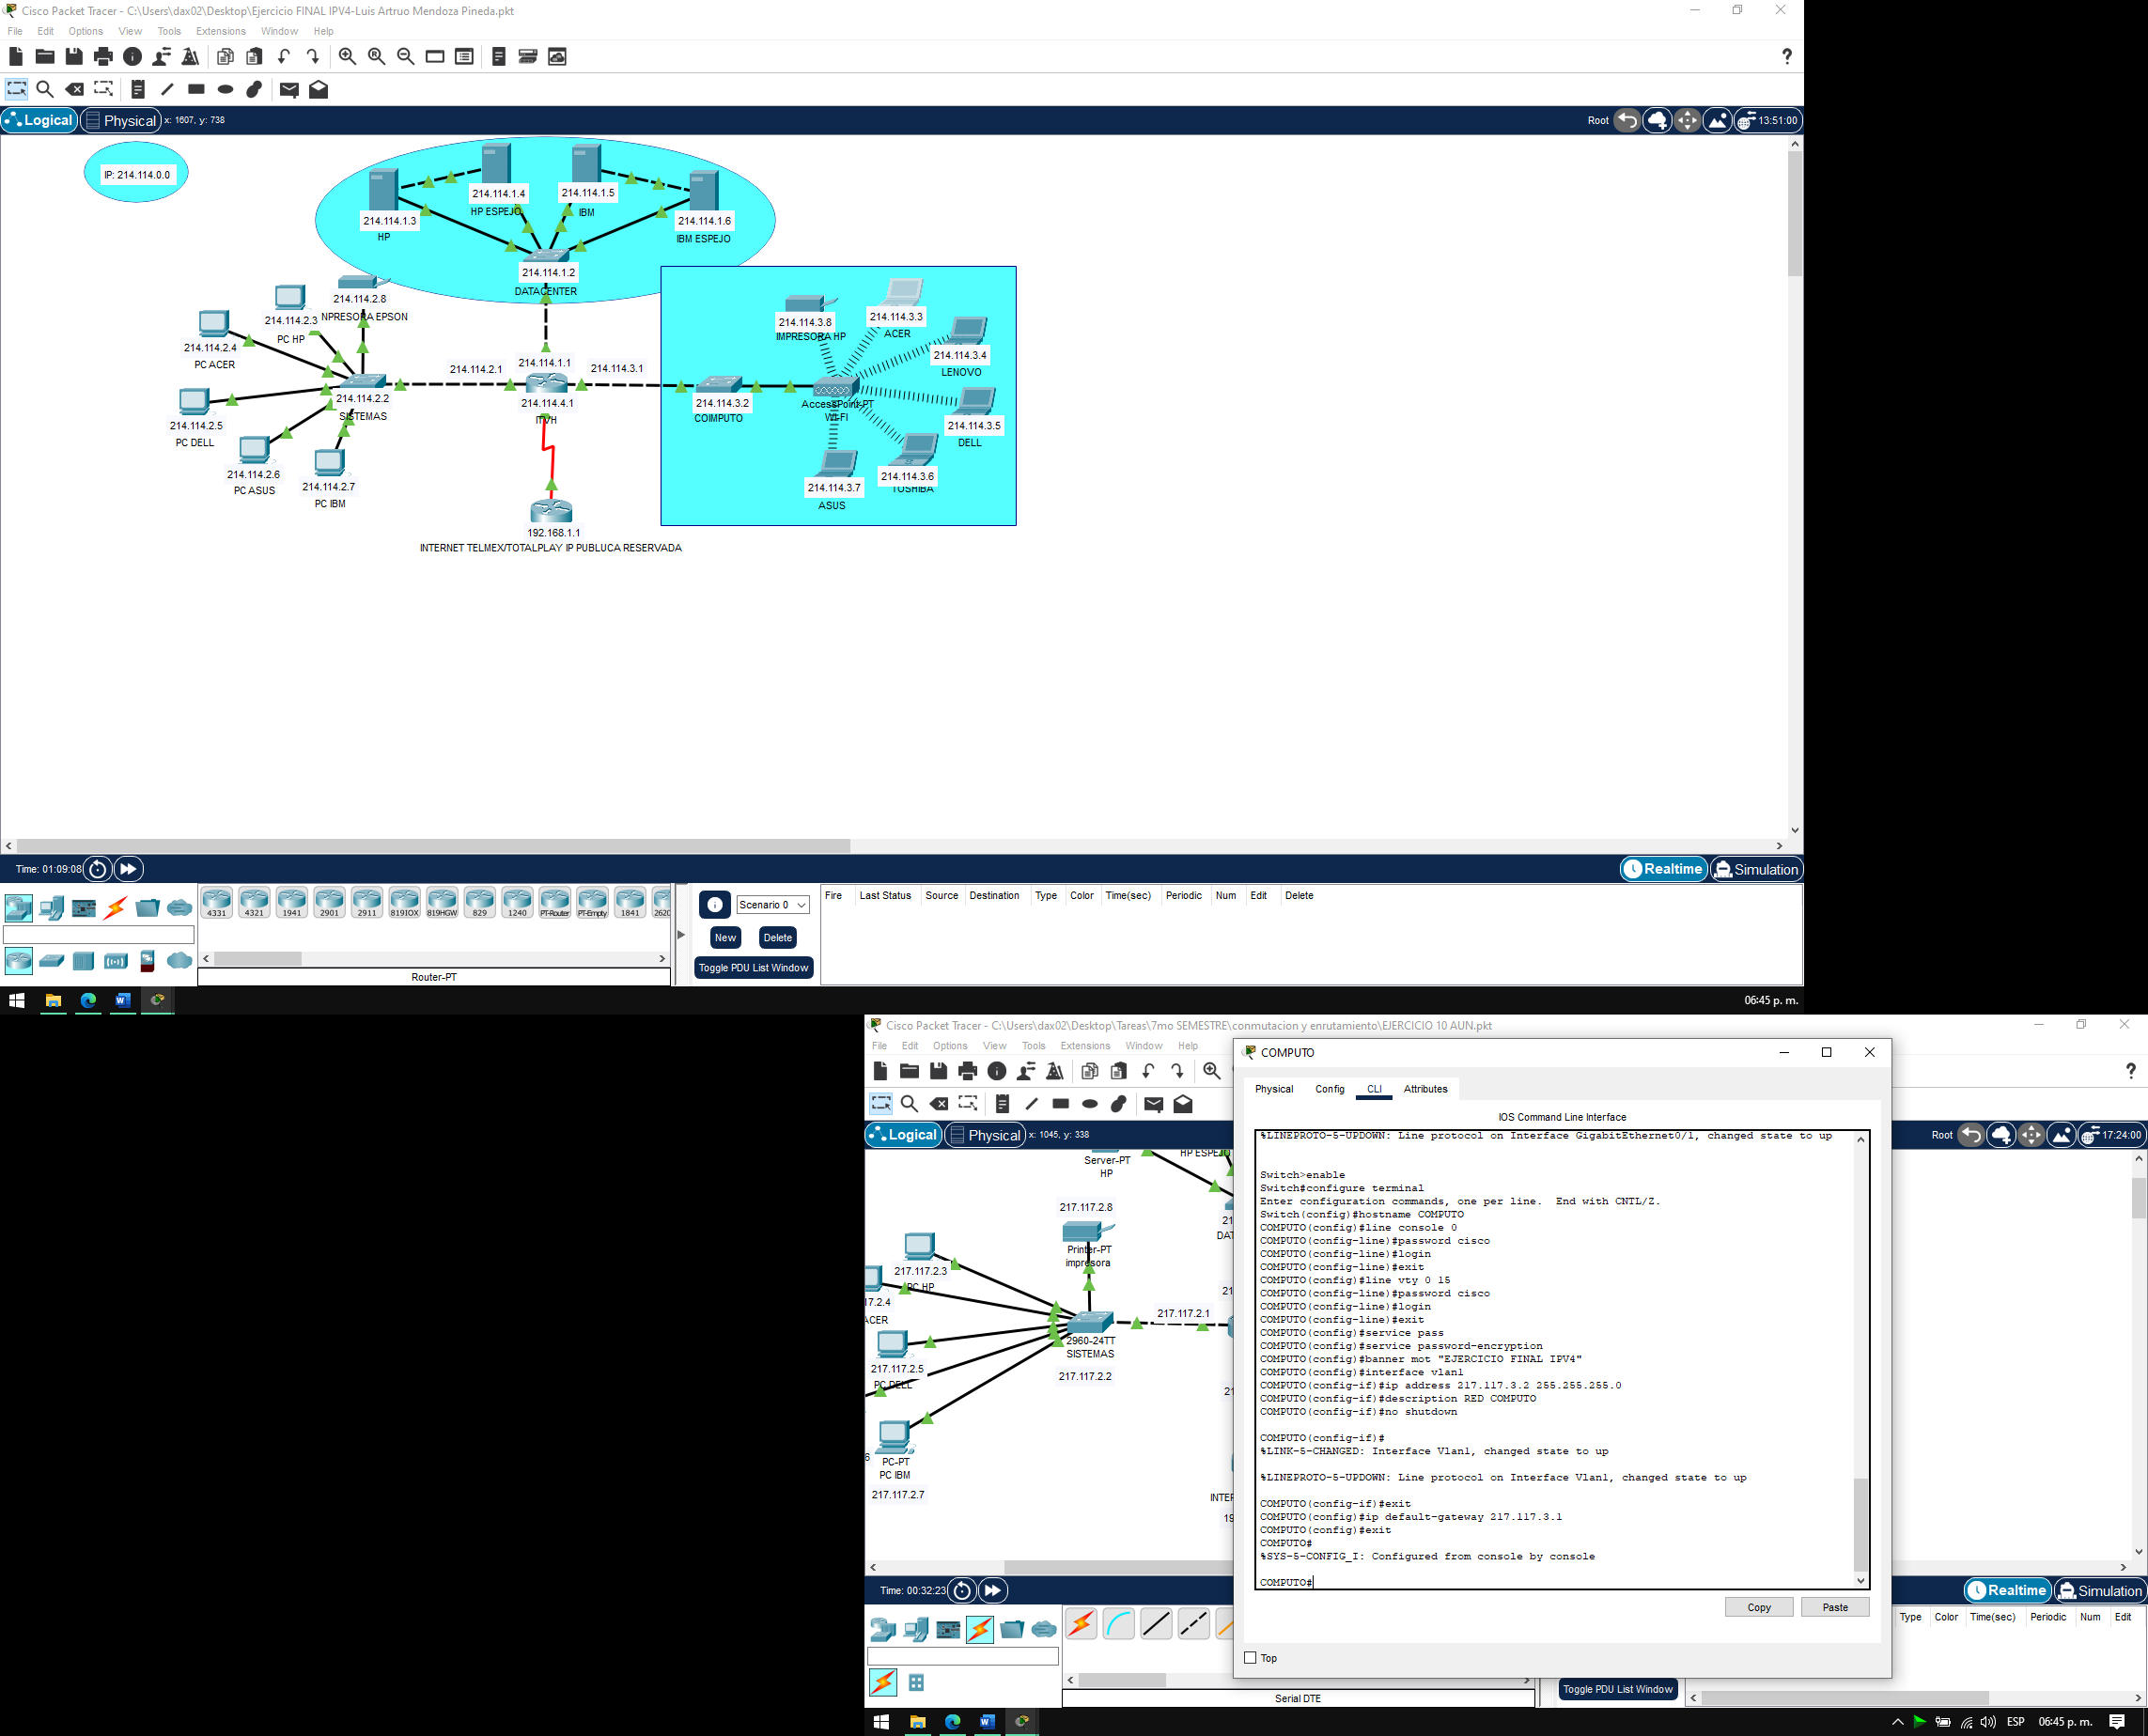 Cisco Packet Tracer - C:\Users\dax02\Desktop\Ejercicio FINAL IPV4-Luis Artruo Mendoza Pineda.pkt
File Edit Options View Tools Extensions Window Help
?
Logical Physical x: 1607, y: 738
Root 13:51:00
IP: 214.114.0.0
214.114.1.4
HP ESPEJO
214.114.1.5
IBM
214.114.1.3
HP
214.114.1.6
IBM ESPEJO
214.114.1.2
DATACENTER
214.114.2.8
NPRESORA EPSON
214.114.2.3
PC HP
214.114.2.4
PC ACER
214.114.2.5
PC DELL
214.114.2.6
PC ASUS
214.114.2.7
PC IBM
214.114.2.2
SISTEMAS
214.114.2.1
214.114.1.1
214.114.3.1
214.114.4.1
ITVH
192.168.1.1
INTERNET TELMEX/TOTALPLAY IP PUBLUCA RESERVADA
214.114.3.2
COIMPUTO
AccessPoint-PT
WI-FI
214.114.3.8
IMPRESORA HP
214.114.3.3
ACER
214.114.3.4
LENOVO
214.114.3.5
DELL
214.114.3.6
TOSHIBA
214.114.3.7
ASUS
Time: 01:09:08
Realtime Simulation
4331 4321 1941 2901 2911 819IOX 819HGW 829 1240 PT-Router PT-Empty 1841 262
Router-PT
Scenario 0
New Delete
Toggle PDU List Window
Fire Last Status Source Destination Type Color Time(sec) Periodic Num Edit Delete
06:45 p. m.
Cisco Packet Tracer - C:\Users\dax02\Desktop\Tareas\7mo SEMESTRE\conmutacion y enrutamiento\EJERCICIO 10 AUN.pkt
File Edit Options View Tools Extensions Window Help
?
Logical Physical x: 1045, y: 338
Root 17:24:00
Server-PT
HP
HP ESPEJO
217.117.2.8
Printer-PT
impresora
21
DAT
217.117.2.3
PC HP
17.2.4
ACER
217.117.2.5
PC DELL
PC-PT
PC IBM
217.117.2.7
6
2960-24TT
SISTEMAS
217.117.2.2
217.117.2.1
21
21
INTER
19
Time: 00:32:23
Realtime Simulation
Serial DTE
Toggle PDU List Window
Type Color Time(sec) Periodic Num Edit
COMPUTO
Physical Config CLI Attributes
IOS Command Line Interface
%LINEPROTO-5-UPDOWN: Line protocol on Interface GigabitEthernet0/1, changed state to up
Switch>enable
Switch#configure terminal
Enter configuration commands, one per line. End with CNTL/Z.
Switch(config)#hostname COMPUTO
COMPUTO(config)#line console 0
COMPUTO(config-line)#password cisco
COMPUTO(config-line)#login
COMPUTO(config-line)#exit
COMPUTO(config)#line vty 0 15
COMPUTO(config-line)#password cisco
COMPUTO(config-line)#login
COMPUTO(config-line)#exit
COMPUTO(config)#service pass
COMPUTO(config)#service password-encryption
COMPUTO(config)#banner mot "EJERCICIO FINAL IPV4"
COMPUTO(config)#interface vlan1
COMPUTO(config-if)#ip address 217.117.3.2 255.255.255.0
COMPUTO(config-if)#description RED COMPUTO
COMPUTO(config-if)#no shutdown
COMPUTO(config-if)#
%LINK-5-CHANGED: Interface Vlan1, changed state to up
%LINEPROTO-5-UPDOWN: Line protocol on Interface Vlan1, changed state to up
COMPUTO(config-if)#exit
COMPUTO(config)#ip default-gateway 217.117.3.1
COMPUTO(config)#exit
COMPUTO#
%SYS-5-CONFIG_I: Configured from console by console
COMPUTO#
Copy Paste
Top
ESP 06:45 p. m.